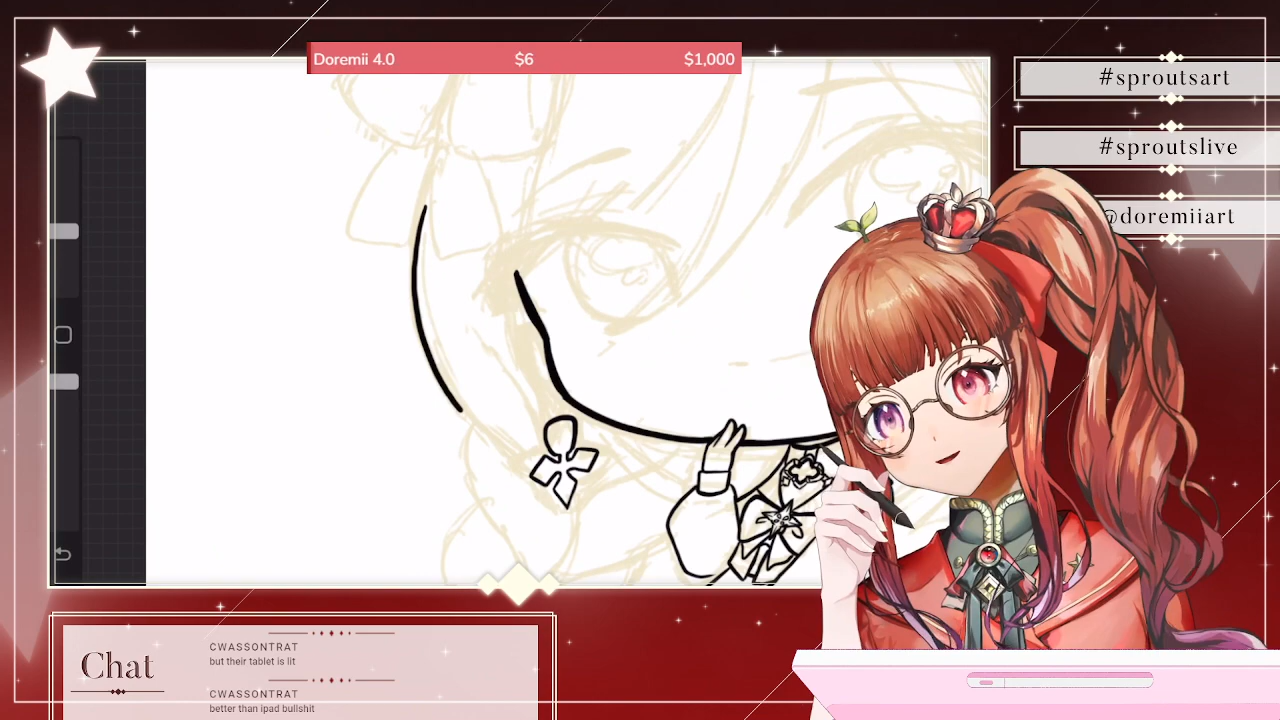 Doremii 4.0 $6 $1,000
#sproutsart
#sproutslive
@doremiiart
Chat
CWASSONTRAT
but their tablet is lit
CWASSONTRAT
better than ipad bullshit